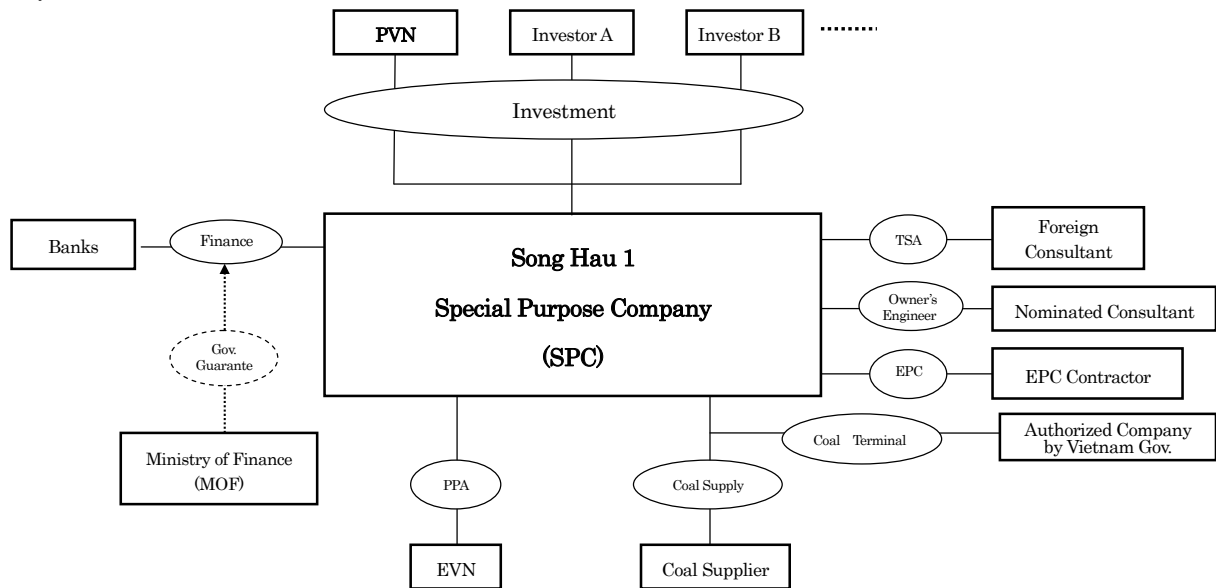 PVN
Investor A
Investor B
Investment
Banks
Finance
Song Hau 1
Special Purpose Company
(SPC)
TSA
Foreign
Consultant
Owner's
Engineer
Nominated Consultant
Gov.
Guarante
EPC
EPC Contractor
Coal Terminal
Authorized Company
by Vietnam Gov.
Ministry of Finance
(MOF)
PPA
Coal Supply
EVN
Coal Supplier